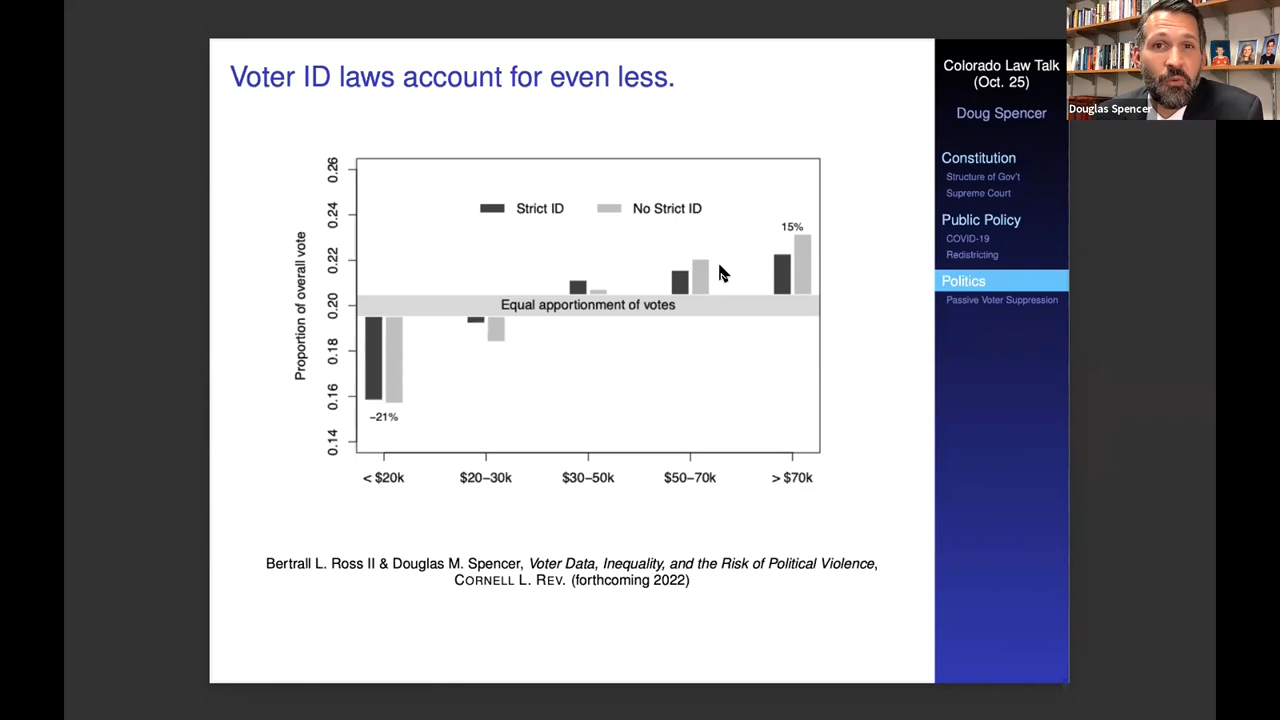 Voter ID laws account for even less.
Strict ID
No Strict ID
15%
Equal apportionment of votes
−21%
Proportion of overall vote
0.26
0.24
0.22
0.20
0.18
0.16
0.14
< $20k
$20−30k
$30−50k
$50−70k
> $70k
Bertrall L. Ross II & Douglas M. Spencer, Voter Data, Inequality, and the Risk of Political Violence,
CORNELL L. REV. (forthcoming 2022)
Colorado Law Talk
(Oct. 25)
Doug Spencer
Constitution
Structure of Gov't
Supreme Court
Public Policy
COVID-19
Redistricting
Politics
Passive Voter Suppression
Douglas Spencer